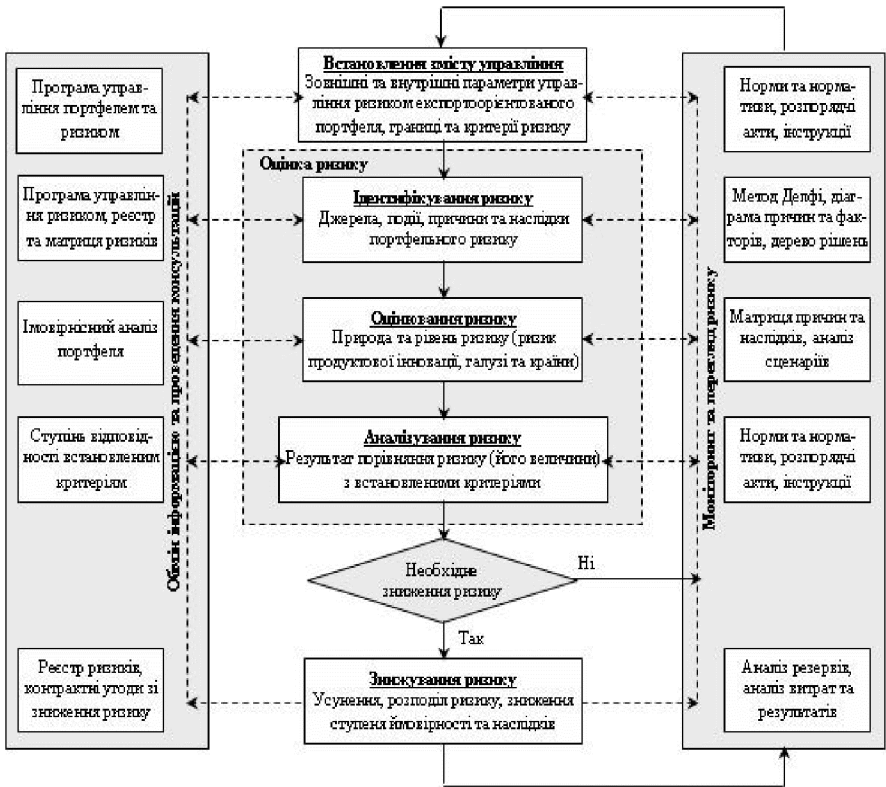 Встановлення змісту управління
Зовнішні та внутрішні параметри управ-
ління ризиком експортоорієнтованого
портфеля, границі та критерії ризику
Програма управ-
ління портфелем та
ризиком
Норми та норма-
тиви, розпорядчі
акти, інструкції
Оцінка ризику
Ідентифікування ризику
Джерела, події, причини та наслідки
портфельного ризику
Програма управлін-
ня ризиком, реєстр
та матриця ризиків
Метод Делфі, діаг-
рама причин та фак-
торів, дерево рішень
Оцінювання ризику
Природа та рівень ризику (ризик
продуктової інновації, галузі та країни)
Імовірнісний аналіз
портфеля
Матриця причин та
наслідків, аналіз
сценаріїв
Аналізування ризику
Результат порівняння ризику (його величини)
з встановленими критеріями
Ступінь відповід-
ності встановленим
критеріям
Норми та норма-
тиви, розпорядчі
акти, інструкції
Обмін інформацією та проведення консультацій
Моніторинг та перегляд ризику
Необхідне
зниження ризику
Ні
Так
Знижування ризику
Усунення, розподіл ризику, зниження
ступеня ймовірності та наслідків
Реєстр ризиків,
контрактні угоди зі
зниження ризику
Аналіз резервів,
аналіз витрат та
результатів